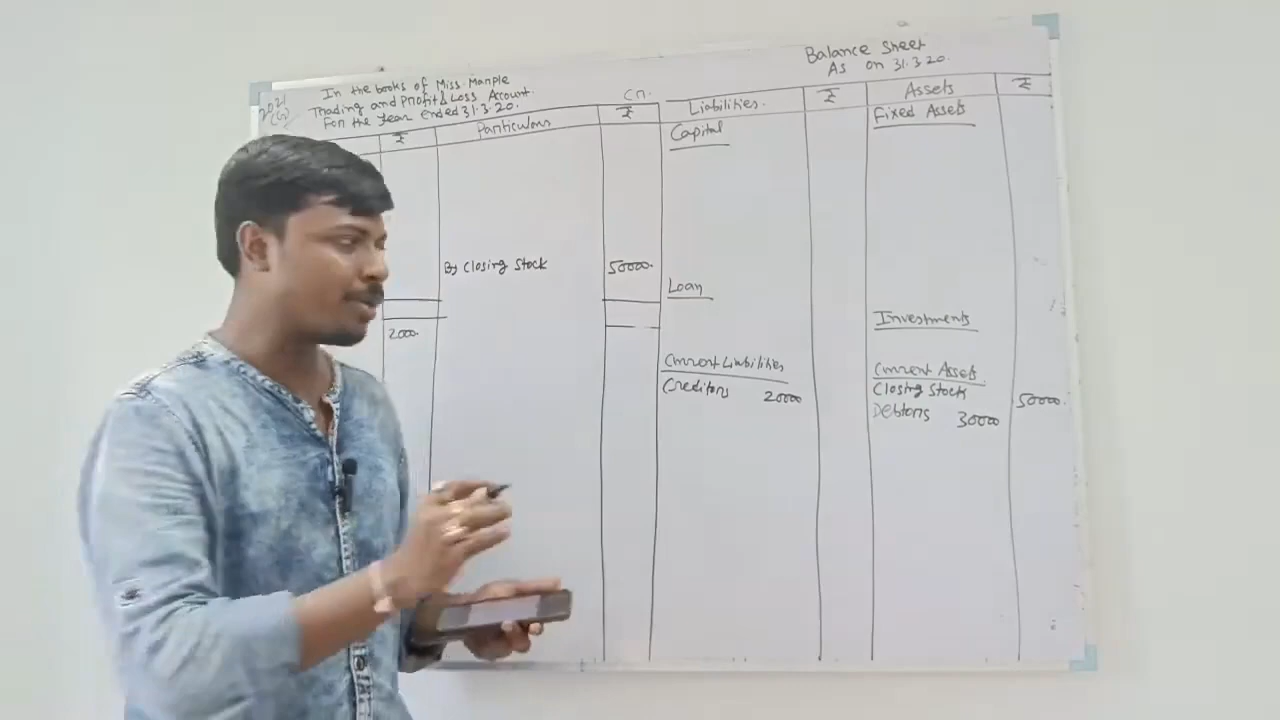 2021
(G)
In the books of Miss. Manple
Trading and Profit & Loss Account.
For the Year ended 31.3.20.
Cr.
₹
Particulars
₹
By Closing Stock
50000.
2000.
Balance Sheet
As on 31.3.20.
Liabilities.
₹
Assets
₹
Capital
Fixed Assets
Loan
Investments
Current Liabilities
Creditors 20000
Current Assets.
Closing Stock
50000.
Debtors 30000